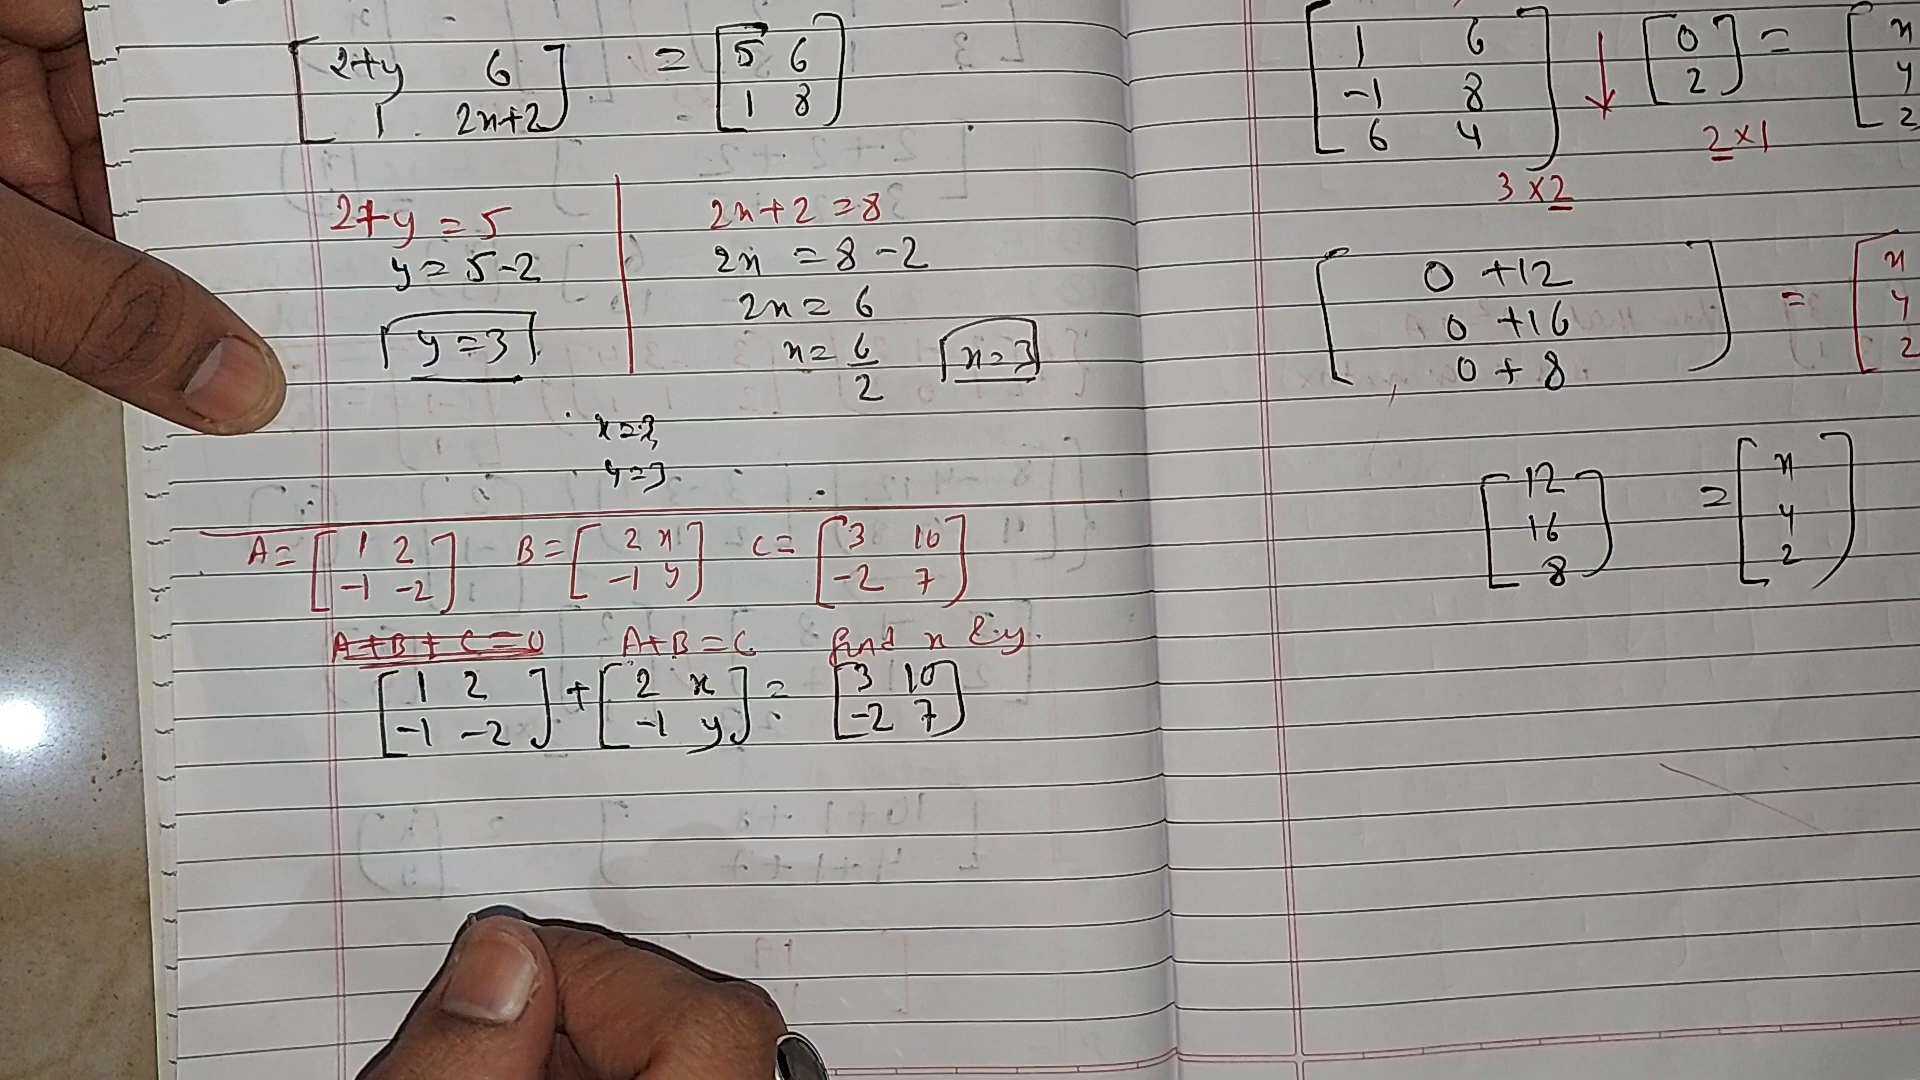 [2+y 6] = [5 6]
[1 2x+2] [1 8]
2+y = 5
y = 5-2
y = 3
2x+2 = 8
2x = 8-2
2x = 6
x = 6/2
x = 3
x = 3,
y = 3.
A = [1 2] B = [2 x] C = [3 10]
[-1 -2] [-1 y] [-2 7]
A+B+C=0 A+B=C find x & y.
[1 2] + [2 x] = [3 10]
[-1 -2] [-1 y] [-2 7]
[1 6] ↓ [0] = [x
[-1 8] [2] y
[6 4] 2×1 z
3×2
[0+12] = [x
[0+16] y
[0+8] z
[12] = [x]
[16] [y]
[8] [z]